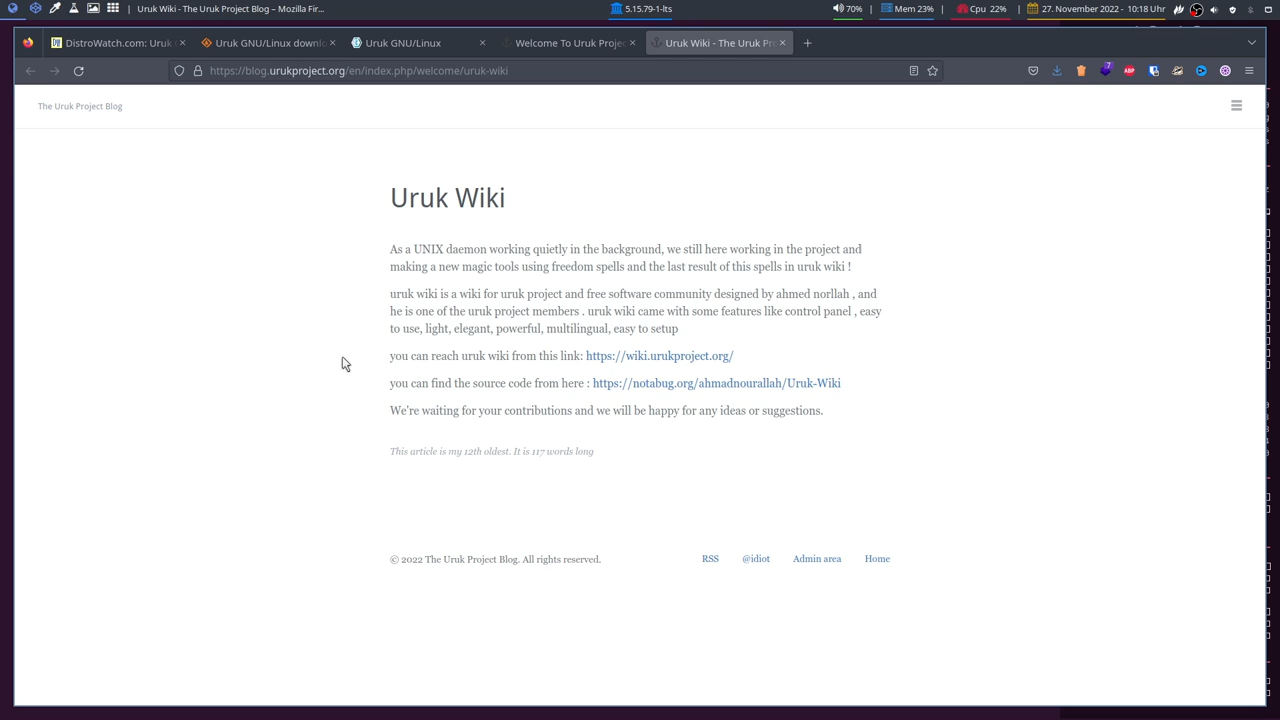 Uruk Wiki - The Uruk Project Blog – Mozilla Fir...
5.15.79-1-lts
70%
Mem 23%
Cpu 22%
27. November 2022 - 10:18 Uhr
DistroWatch.com: Uruk
Uruk GNU/Linux downl
Uruk GNU/Linux
Welcome To Uruk Projec
Uruk Wiki - The Uruk Pro
https://blog.urukproject.org/en/index.php/welcome/uruk-wiki
7
ABP
The Uruk Project Blog
Uruk Wiki
As a UNIX daemon working quietly in the background, we still here working in the project and
making a new magic tools using freedom spells and the last result of this spells in uruk wiki !
uruk wiki is a wiki for uruk project and free software community designed by ahmed norllah , and
he is one of the uruk project members . uruk wiki came with some features like control panel , easy
to use, light, elegant, powerful, multilingual, easy to setup
you can reach uruk wiki from this link: https://wiki.urukproject.org/
you can find the source code from here : https://notabug.org/ahmadnourallah/Uruk-Wiki
We're waiting for your contributions and we will be happy for any ideas or suggestions.
This article is my 12th oldest. It is 117 words long
© 2022 The Uruk Project Blog. All rights reserved.
RSS
@idiot
Admin area
Home